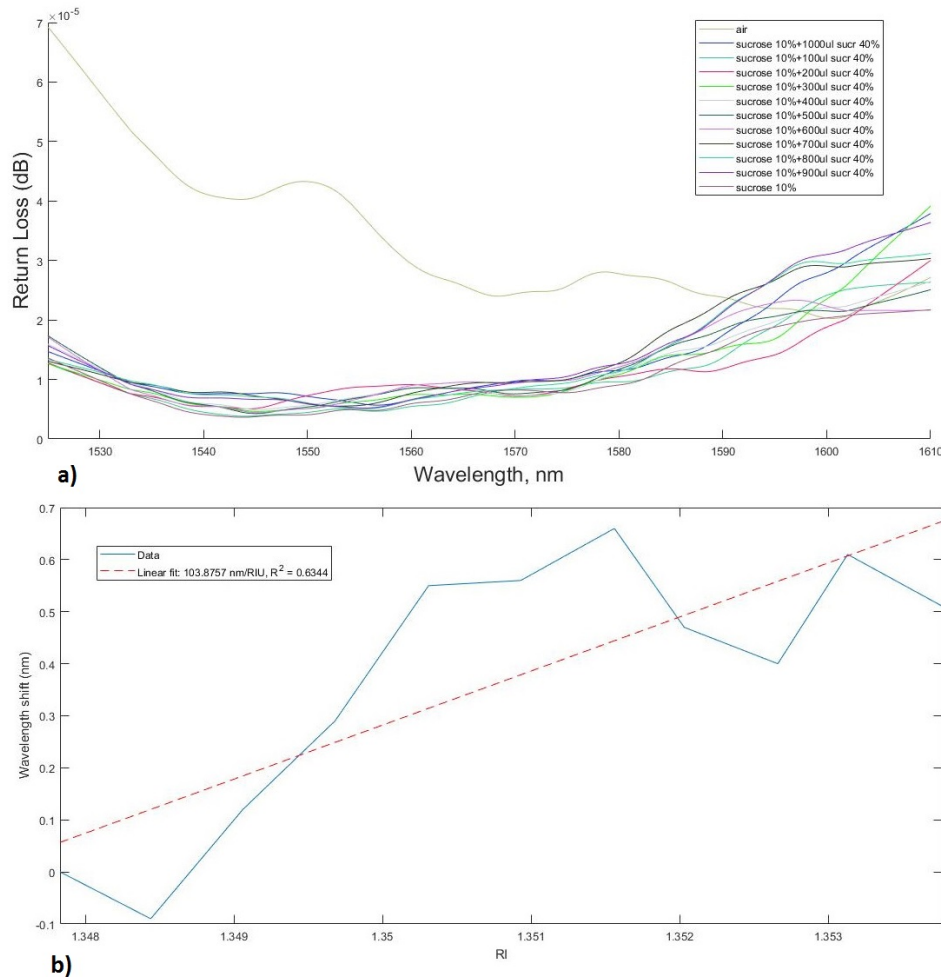 ×10⁻⁵
7
6
5
4
3
2
1
0
Return Loss (dB)
air
sucrose 10%+1000ul sucr 40%
sucrose 10%+100ul sucr 40%
sucrose 10%+200ul sucr 40%
sucrose 10%+300ul sucr 40%
sucrose 10%+400ul sucr 40%
sucrose 10%+500ul sucr 40%
sucrose 10%+600ul sucr 40%
sucrose 10%+700ul sucr 40%
sucrose 10%+800ul sucr 40%
sucrose 10%+900ul sucr 40%
sucrose 10%
1530 1540 1550 1560 1570 1580 1590 1600 1610
a)
Wavelength, nm
0.7
0.6
0.5
0.4
0.3
0.2
0.1
0
-0.1
Wavelength shift (nm)
Data
Linear fit: 103.8757 nm/RIU, R² = 0.6344
1.348 1.349 1.35 1.351 1.352 1.353
RI
b)